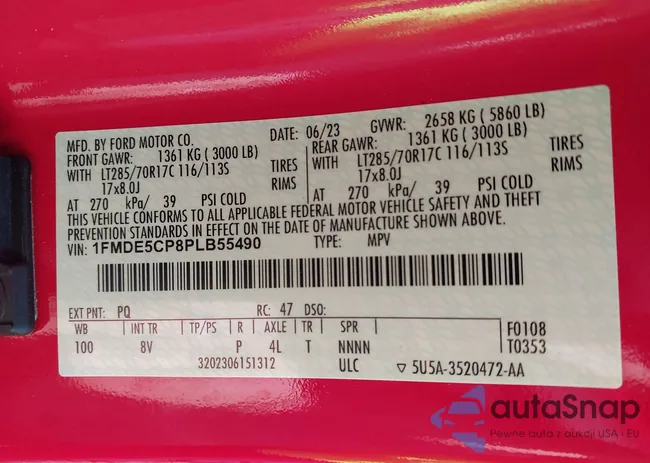 MFD. BY FORD MOTOR CO. DATE: 06/23 GVWR: 2658 KG ( 5860 LB)
FRONT GAWR: 1361 KG ( 3000 LB) REAR GAWR: 1361 KG ( 3000 LB)
WITH LT285/70R17C 116/113S TIRES WITH LT285/70R17C 116/113S TIRES
17x8.0J RIMS 17x8.0J RIMS
AT 270 kPa/ 39 PSI COLD AT 270 kPa/ 39 PSI COLD
THIS VEHICLE CONFORMS TO ALL APPLICABLE FEDERAL MOTOR VEHICLE SAFETY AND THEFT
PREVENTION STANDARDS IN EFFECT ON THE DATE OF MANUFACTURE SHOWN ABOVE.
VIN: 1FMDE5CP8PLB55490 TYPE: MPV
EXT PNT: PQ RC: 47 DSO:
WB INT TR TP/PS R AXLE TR SPR F0108
100 8V P 4L T NNNN T0353
3202306151312 ULC ▽ 5U5A-3520472-AA
autaSnap
Pewne auta z aukcji USA - EU